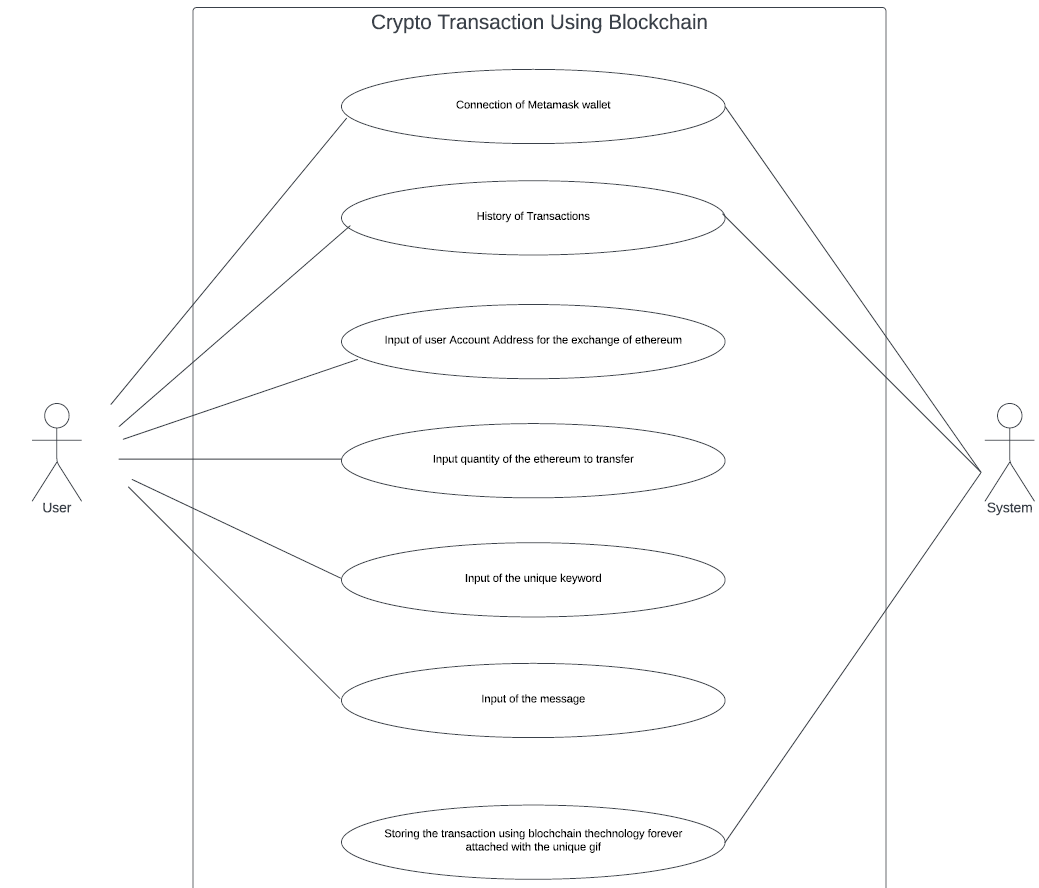 Crypto Transaction Using Blockchain
Connection of Metamask wallet
History of Transactions
Input of user Account Address for the exchange of ethereum
Input quantity of the ethereum to transfer
User
System
Input of the unique keyword
Input of the message
Storing the transaction using blochchain thechnology forever
attached with the unique gif